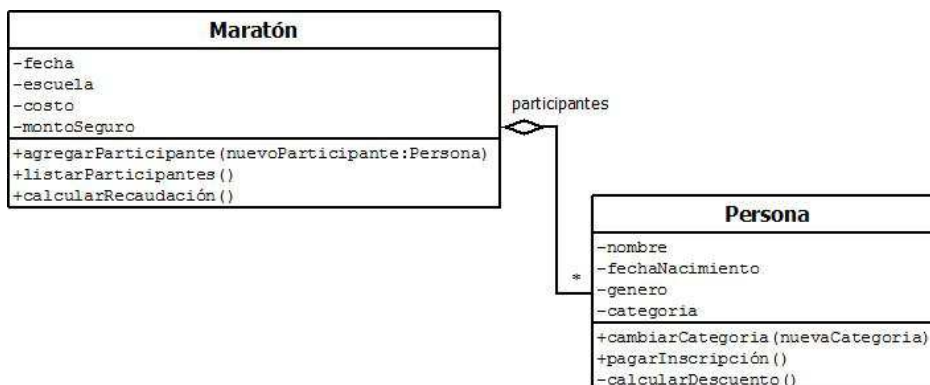 Maratón
-fecha
-escuela
-costo
-montoSeguro
+agregarParticipante(nuevoParticipante:Persona)
+listarParticipantes()
+calcularRecaudación()
participantes
*
Persona
-nombre
-fechaNacimiento
-genero
-categoria
+cambiarCategoria(nuevaCategoria)
+pagarInscripción()
-calcularDescuento()